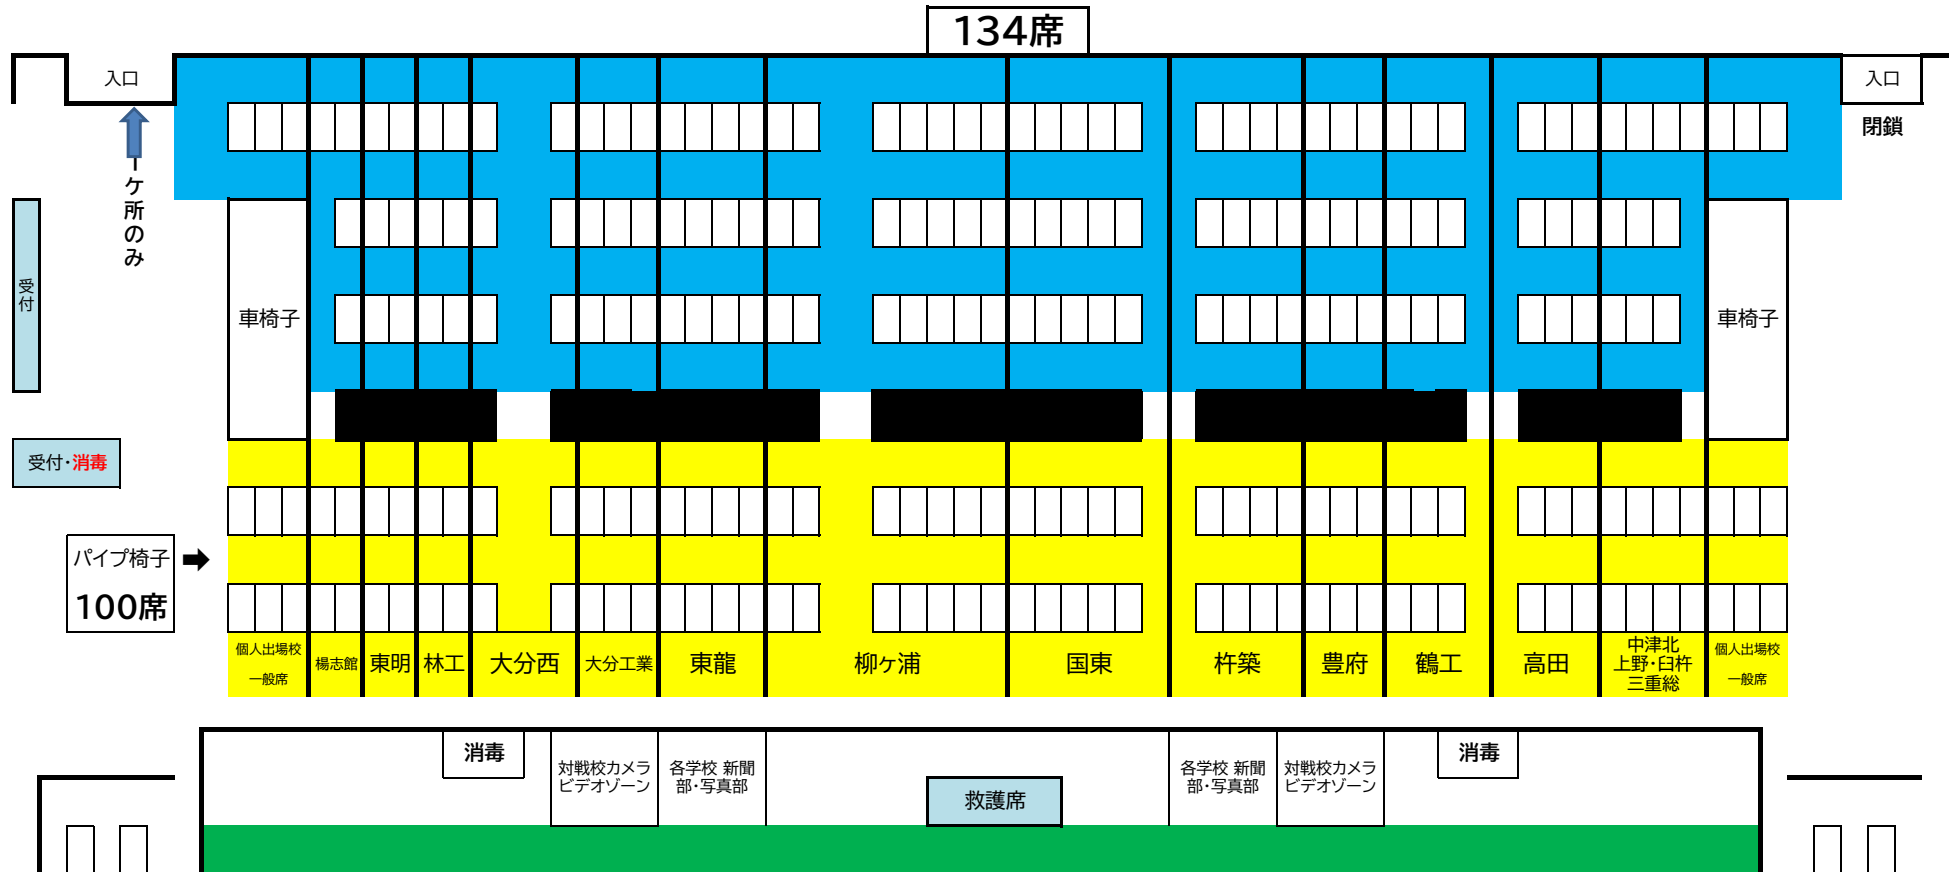 134席
入口
入口
閉鎖
一ケ所のみ
受付
車椅子
車椅子
受付・消毒
パイプ椅子
100席
個人出場校
一般席
楊志館
東明
林工
大分西
大分工業
東龍
柳ヶ浦
国東
杵築
豊府
鶴工
高田
中津北
上野・臼杵
三重総
個人出場校
一般席
消毒
対戦校カメラ
ビデオゾーン
各学校 新聞
部・写真部
救護席
各学校 新聞
部・写真部
対戦校カメラ
ビデオゾーン
消毒